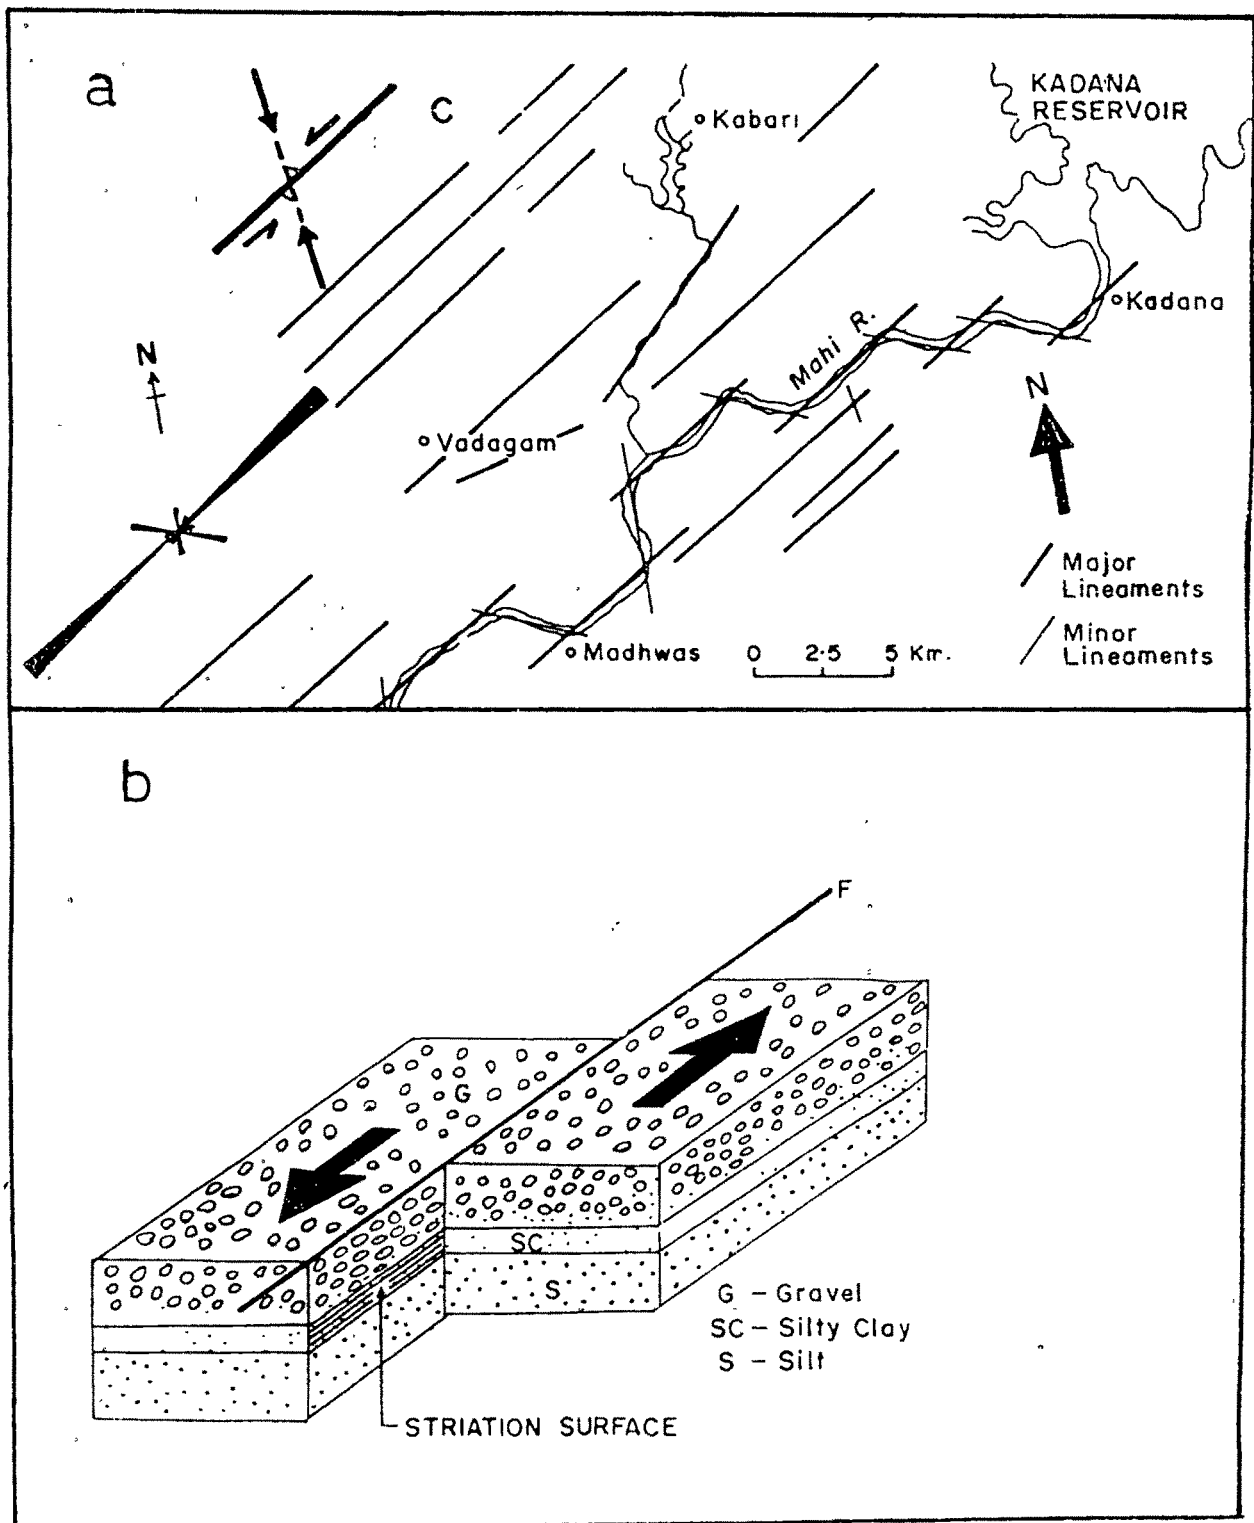 a
c
KADANA
RESERVOIR
Kabari
Kadana
Mahi R.
N
N
Vadagam
Major
Lineaments
Minor
Lineaments
Madhwas
0 2.5 5 Km.
b
F
G
SC
S
G – Gravel
SC – Silty Clay
S – Silt
STRIATION SURFACE